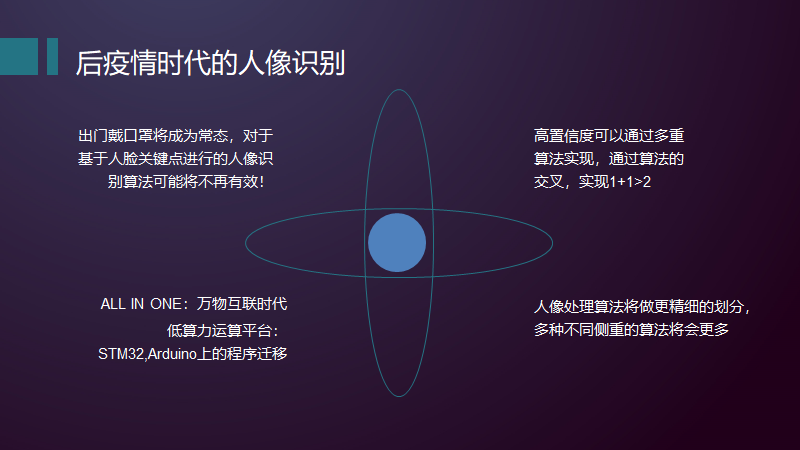 后疫情时代的人像识别
出门戴口罩将成为常态，对于
基于人脸关键点进行的人像识
别算法可能将不再有效！
高置信度可以通过多重
算法实现，通过算法的
交叉，实现1+1>2
ALL IN ONE：万物互联时代
低算力运算平台：
STM32,Arduino上的程序迁移
人像处理算法将做更精细的划分，
多种不同侧重的算法将会更多